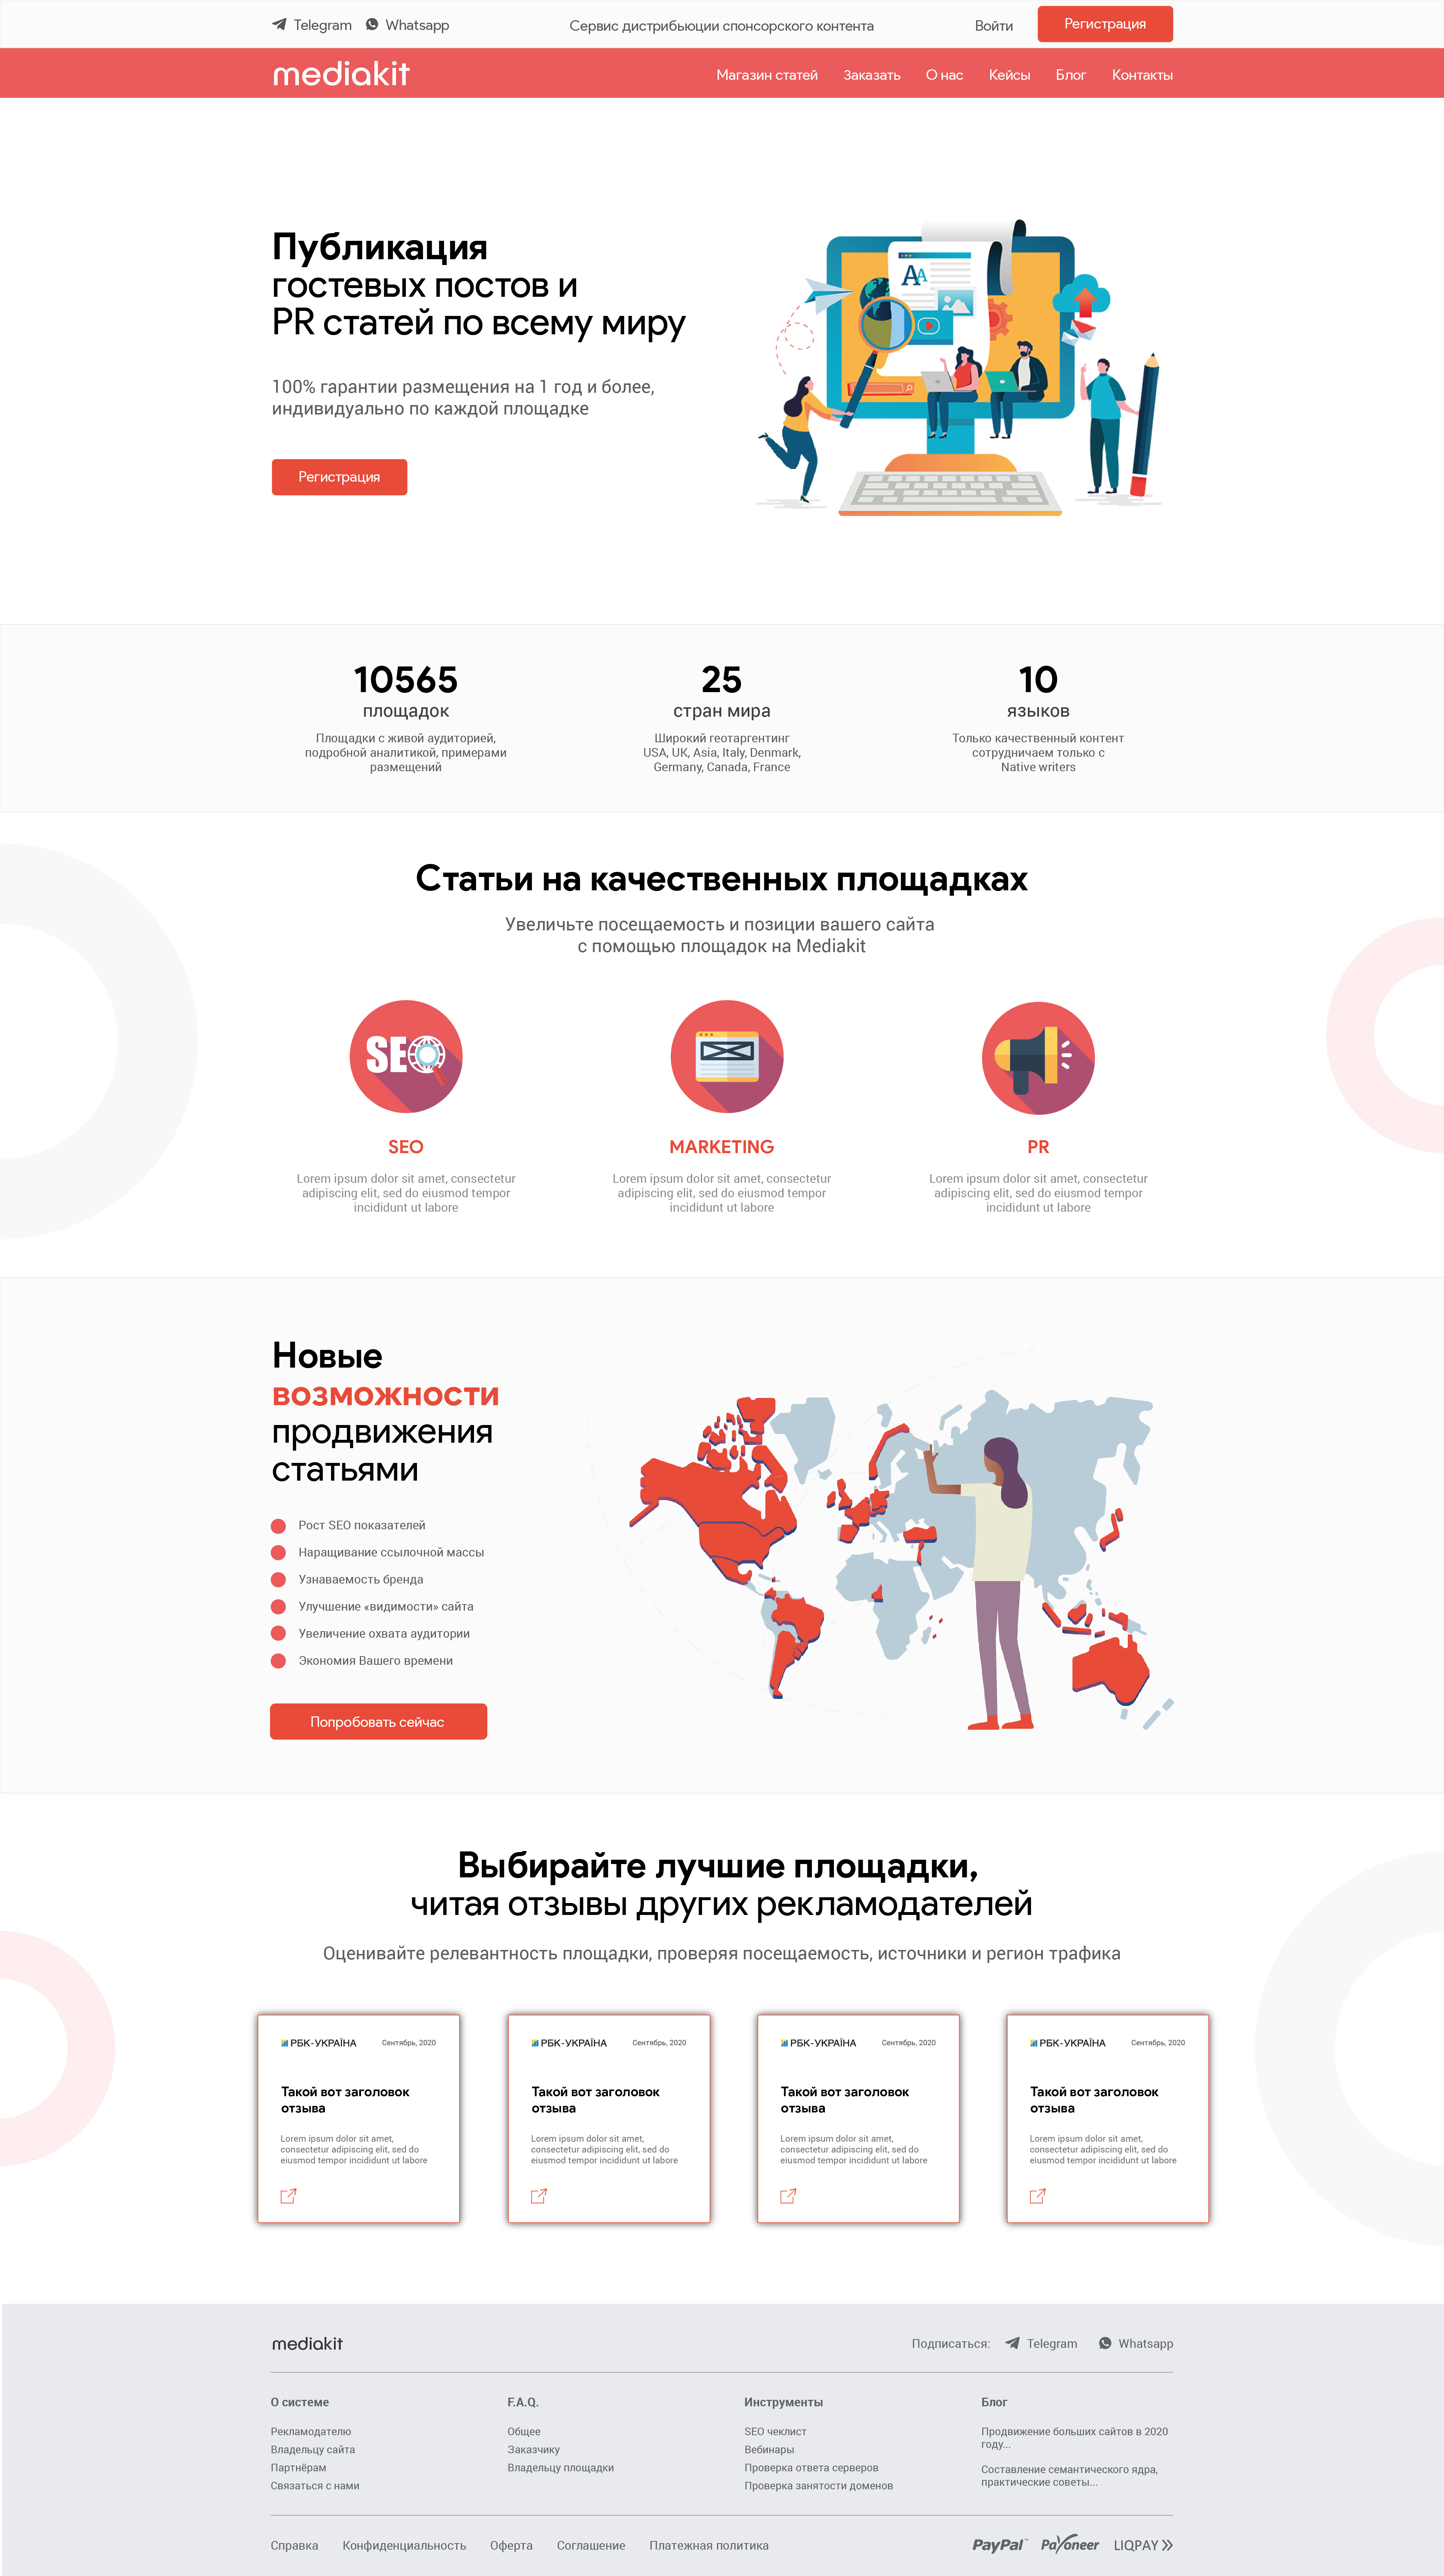 Telegram Whatsapp Сервис дистрибьюции спонсорского контента Войти Регистрация
mediakit Магазин статей Заказать О нас Кейсы Блог Контакты
Публикация
гостевых постов и
PR статей по всему миру
100% гарантии размещения на 1 год и более,
индивидуально по каждой площадке
Регистрация
AA
10565
площадок
Площадки с живой аудиторией,
подробной аналитикой, примерами
размещений
25
стран мира
Широкий геотаргентинг
USA, UK, Asia, Italy, Denmark,
Germany, Canada, France
10
языков
Только качественный контент
сотрудничаем только с
Native writers
Статьи на качественных площадках
Увеличьте посещаемость и позиции вашего сайта
с помощью площадок на Mediakit
SEO
SEO
Lorem ipsum dolor sit amet, consectetur
adipiscing elit, sed do eiusmod tempor
incididunt ut labore
MARKETING
Lorem ipsum dolor sit amet, consectetur
adipiscing elit, sed do eiusmod tempor
incididunt ut labore
PR
Lorem ipsum dolor sit amet, consectetur
adipiscing elit, sed do eiusmod tempor
incididunt ut labore
Новые
возможности
продвижения
статьями
Рост SEO показателей
Наращивание ссылочной массы
Узнаваемость бренда
Улучшение «видимости» сайта
Увеличение охвата аудитории
Экономия Вашего времени
Попробовать сейчас
Выбирайте лучшие площадки,
читая отзывы других рекламодателей
Оценивайте релевантность площадки, проверяя посещаемость, источники и регион трафика
РБК-УКРАЇНА Сентябрь, 2020
Такой вот заголовок
отзыва
Lorem ipsum dolor sit amet,
consectetur adipiscing elit, sed do
eiusmod tempor incididunt ut labore
РБК-УКРАЇНА Сентябрь, 2020
Такой вот заголовок
отзыва
Lorem ipsum dolor sit amet,
consectetur adipiscing elit, sed do
eiusmod tempor incididunt ut labore
РБК-УКРАЇНА Сентябрь, 2020
Такой вот заголовок
отзыва
Lorem ipsum dolor sit amet,
consectetur adipiscing elit, sed do
eiusmod tempor incididunt ut labore
РБК-УКРАЇНА Сентябрь, 2020
Такой вот заголовок
отзыва
Lorem ipsum dolor sit amet,
consectetur adipiscing elit, sed do
eiusmod tempor incididunt ut labore
mediakit Подписаться: Telegram Whatsapp
О системе
Рекламодателю
Владельцу сайта
Партнёрам
Связаться с нами
F.A.Q.
Общее
Заказчику
Владельцу площадки
Инструменты
SEO чеклист
Вебинары
Проверка ответа серверов
Проверка занятости доменов
Блог
Продвижение больших сайтов в 2020
году...
Составление семантического ядра,
практические советы...
Справка Конфиденциальность Оферта Соглашение Платежная политика PayPal™ Payoneer LIQPAY